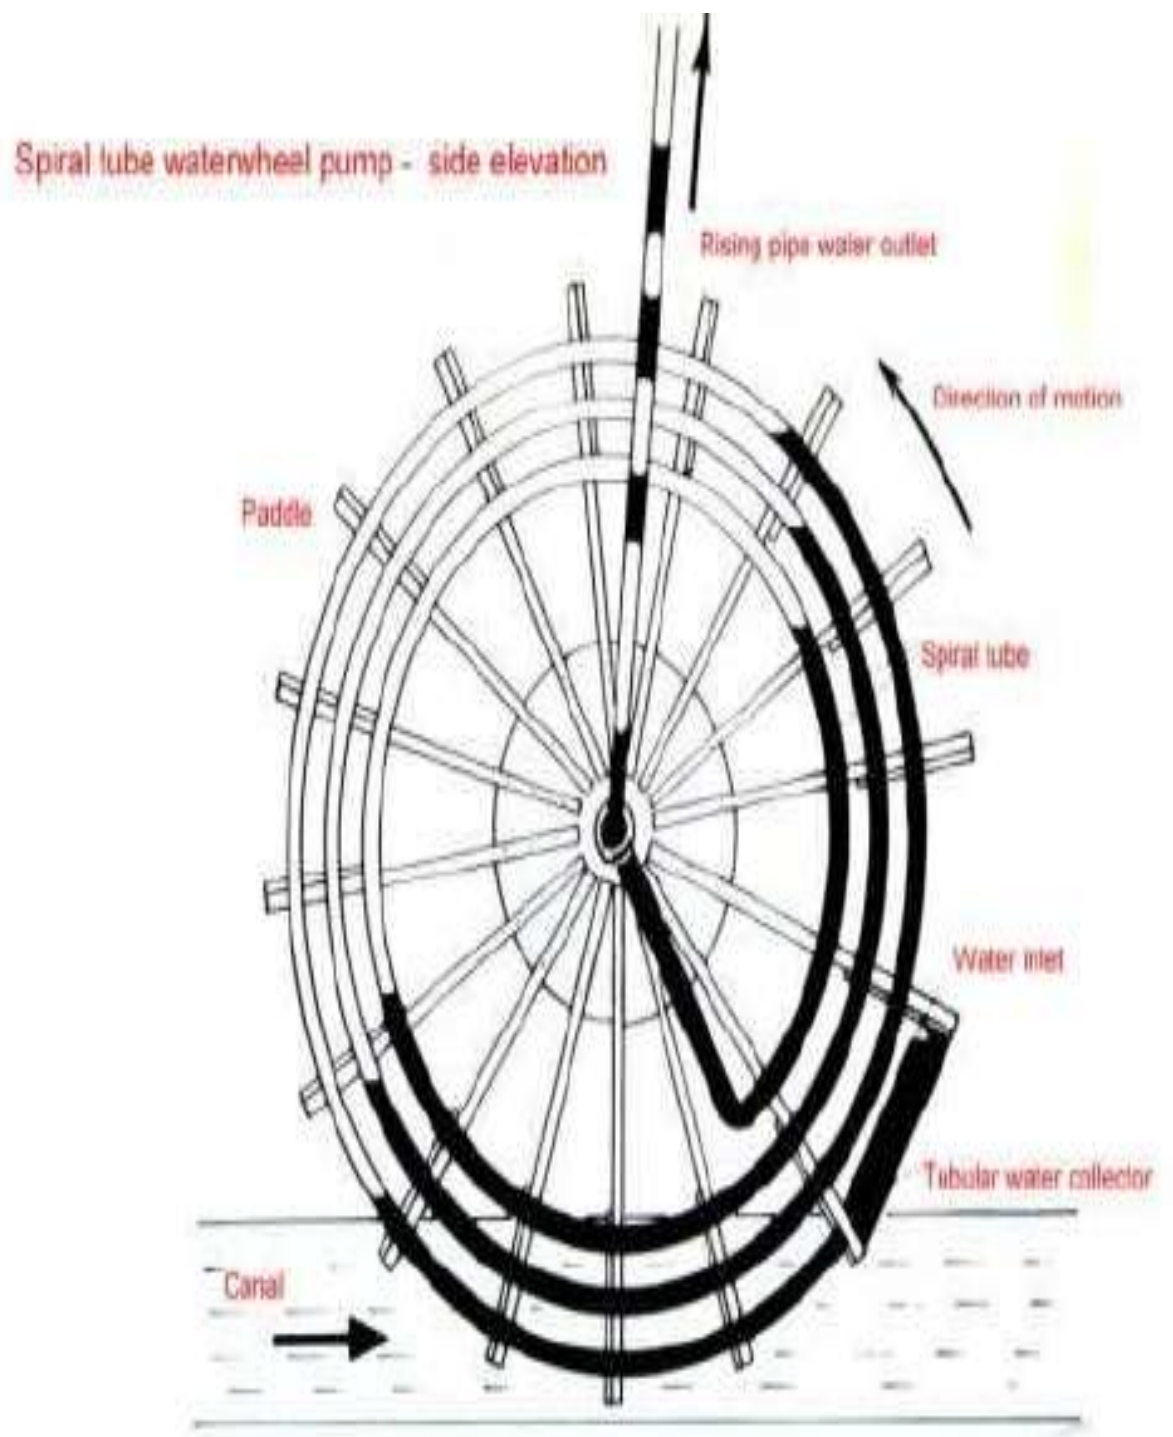 Spiral tube waterwheel pump - side elevation
Rising pipe water outlet
Direction of motion
Paddle
Spiral tube
Water inlet
Tubular water collector
Canal